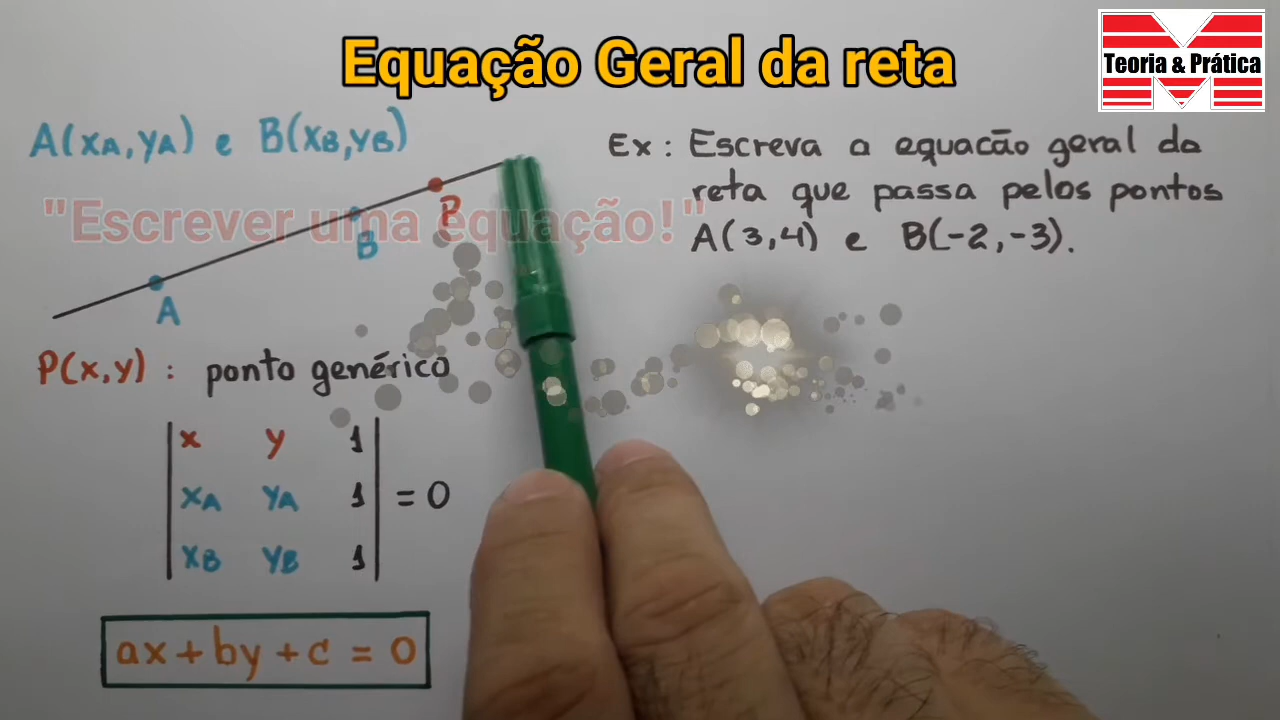 Equação Geral da reta
Teoria & Prática
A(XA,YA) e B(XB,YB)
"Escrever uma equação!"
P
B
A
P(x,y) : ponto genérico
x y 1
XA YA 1 = 0
XB YB 1
ax+by+c = 0
Ex: Escreva a equacão geral da
reta que passa pelos pontos
A(3,4) e B(-2,-3).